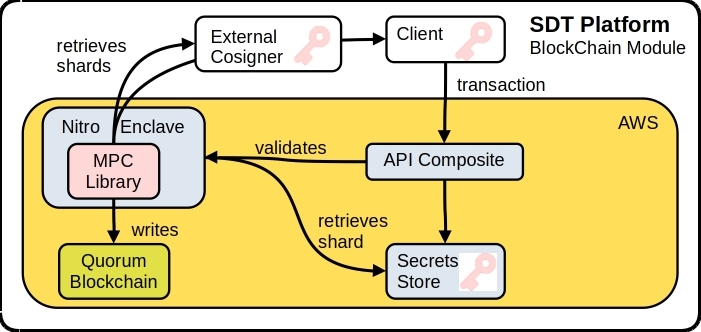 SDT Platform
BlockChain Module
External
Cosigner
Client
retrieves
shards
transaction
AWS
Nitro Enclave
MPC
Library
validates
API Composite
retrieves
shard
writes
Quorum
Blockchain
Secrets
Store